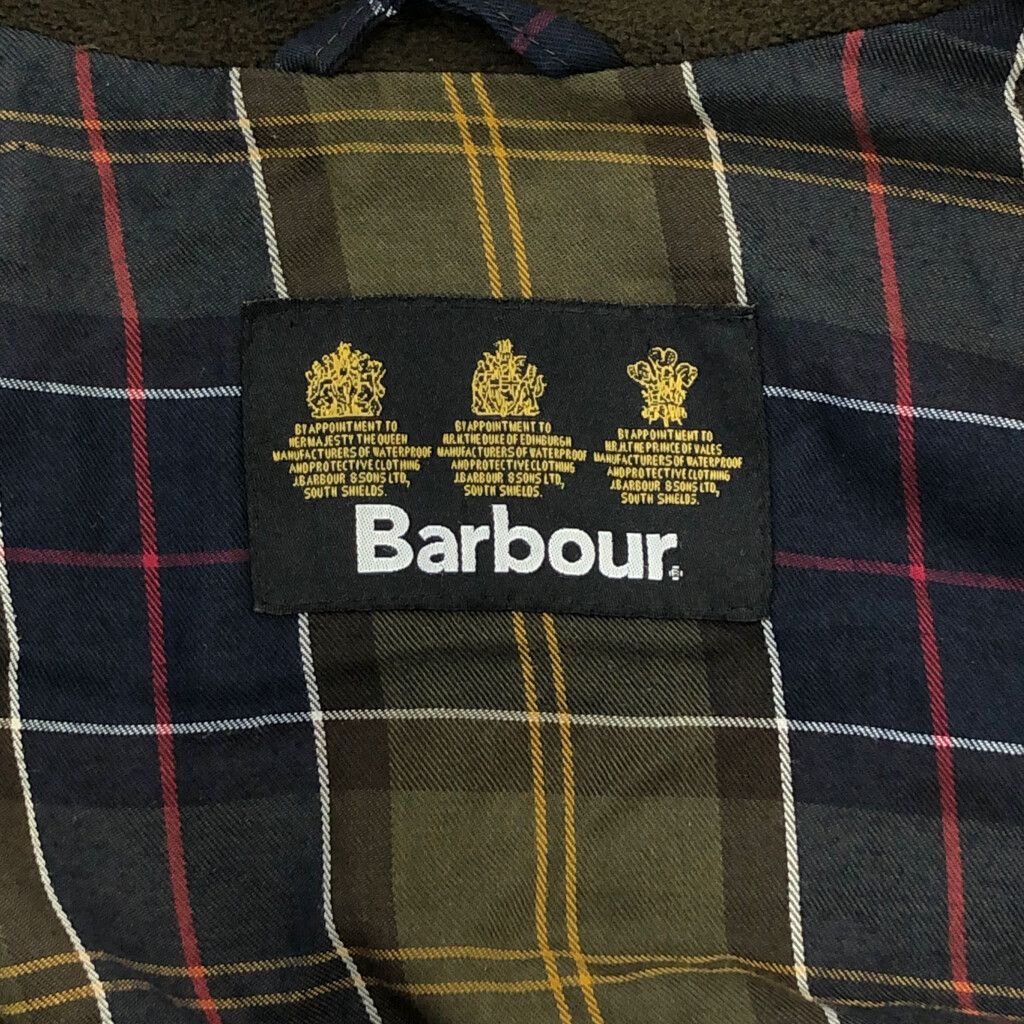 BY APPOINTMENT TO
HER MAJESTY THE QUEEN
MANUFACTURERS OF WATERPROOF
AND PROTECTIVE CLOTHING
J.BARBOUR & SONS LTD,
SOUTH SHIELDS.
BY APPOINTMENT TO
H.R.H.THE DUKE OF EDINBURGH
MANUFACTURERS OF WATERPROOF
AND PROTECTIVE CLOTHING
J.BARBOUR & SONS LTD,
SOUTH SHIELDS.
BY APPOINTMENT TO
H.R.H.THE PRINCE OF WALES
MANUFACTURERS OF WATERPROOF
AND PROTECTIVE CLOTHING
J.BARBOUR & SONS LTD,
SOUTH SHIELDS.
Barbour